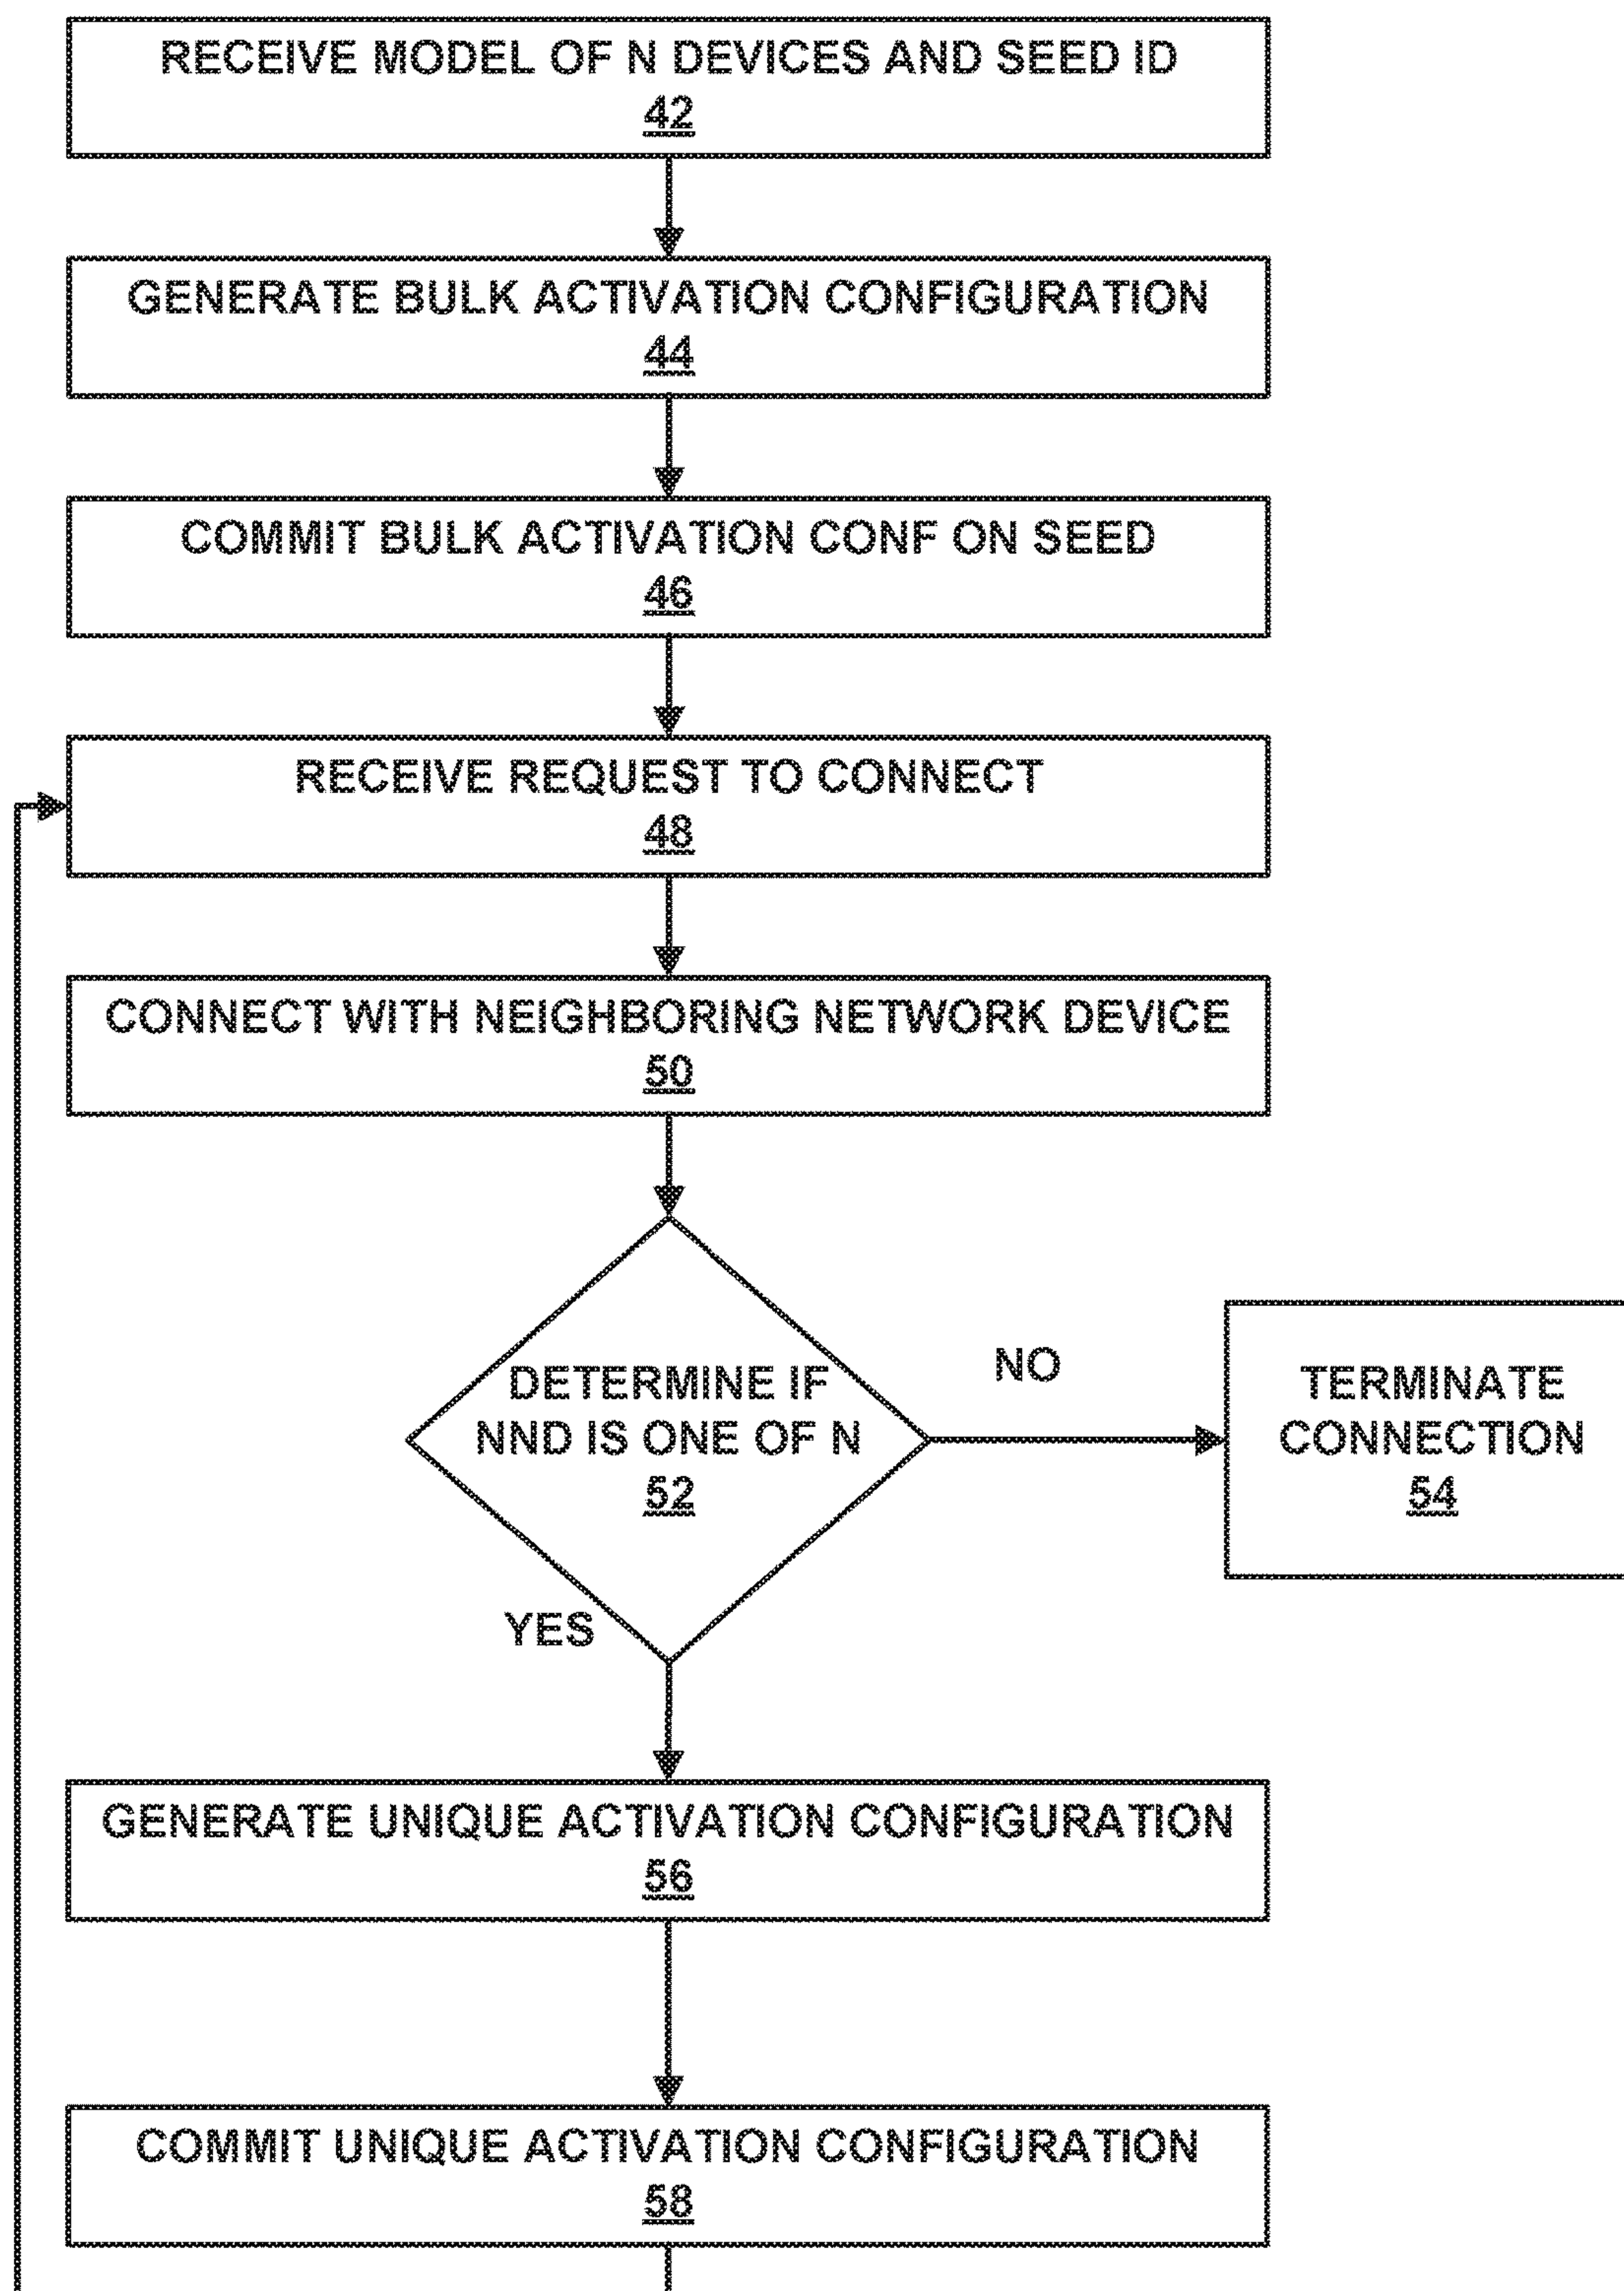 RECEIVE MODEL OF N DEVICES AND SEED ID
42
GENERATE BULK ACTIVATION CONFIGURATION
44
COMMIT BULK ACTIVATION CONF ON SEED
46
RECEIVE REQUEST TO CONNECT
48
CONNECT WITH NEIGHBORING NETWORK DEVICE
50
DETERMINE IF
NND IS ONE OF N
52
NO
TERMINATE
CONNECTION
54
YES
GENERATE UNIQUE ACTIVATION CONFIGURATION
56
COMMIT UNIQUE ACTIVATION CONFIGURATION
58